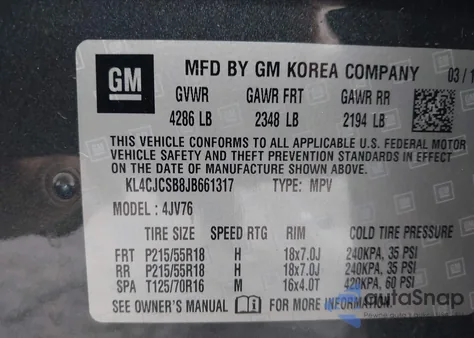 GM
MFD BY GM KOREA COMPANY 03/1
GVWR GAWR FRT GAWR RR
4286 LB 2348 LB 2194 LB
THIS VEHICLE CONFORMS TO ALL APPLICABLE U.S. FEDERAL MOTOR
VEHICLE SAFETY AND THEFT PREVENTION STANDARDS IN EFFECT
ON THE DATE OF MANUFACTURE SHOWN ABOVE.
KL4CJCSB8JB661317 TYPE: MPV
MODEL : 4JV76
TIRE SIZE SPEED RTG RIM COLD TIRE PRESSURE
FRT P215/55R18 H 18x7.0J 240KPA, 35 PSI
RR P215/55R18 H 18x7.0J 240KPA, 35 PSI
SPA T125/70R16 M 16x4.0T 420KPA, 60 PSI
SEE OWNER'S MANUAL FOR MORE INFORMATION.
autoSnap